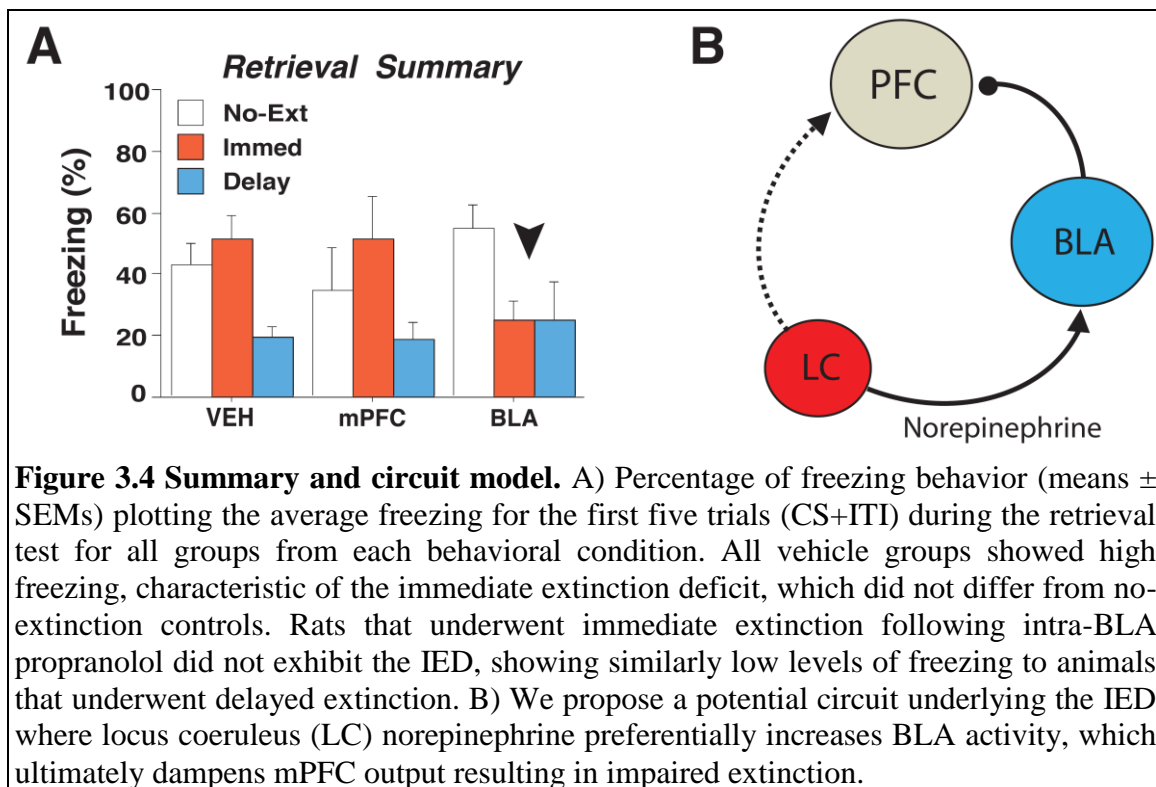 A
Retrieval Summary
100
80
60
40
20
0
Freezing (%)
No-Ext
Immed
Delay
VEH mPFC BLA
B
PFC
BLA
LC
Norepinephrine
Figure 3.4 Summary and circuit model. A) Percentage of freezing behavior (means ±
SEMs) plotting the average freezing for the first five trials (CS+ITI) during the retrieval
test for all groups from each behavioral condition. All vehicle groups showed high
freezing, characteristic of the immediate extinction deficit, which did not differ from no-
extinction controls. Rats that underwent immediate extinction following intra-BLA
propranolol did not exhibit the IED, showing similarly low levels of freezing to animals
that underwent delayed extinction. B) We propose a potential circuit underlying the IED
where locus coeruleus (LC) norepinephrine preferentially increases BLA activity, which
ultimately dampens mPFC output resulting in impaired extinction.